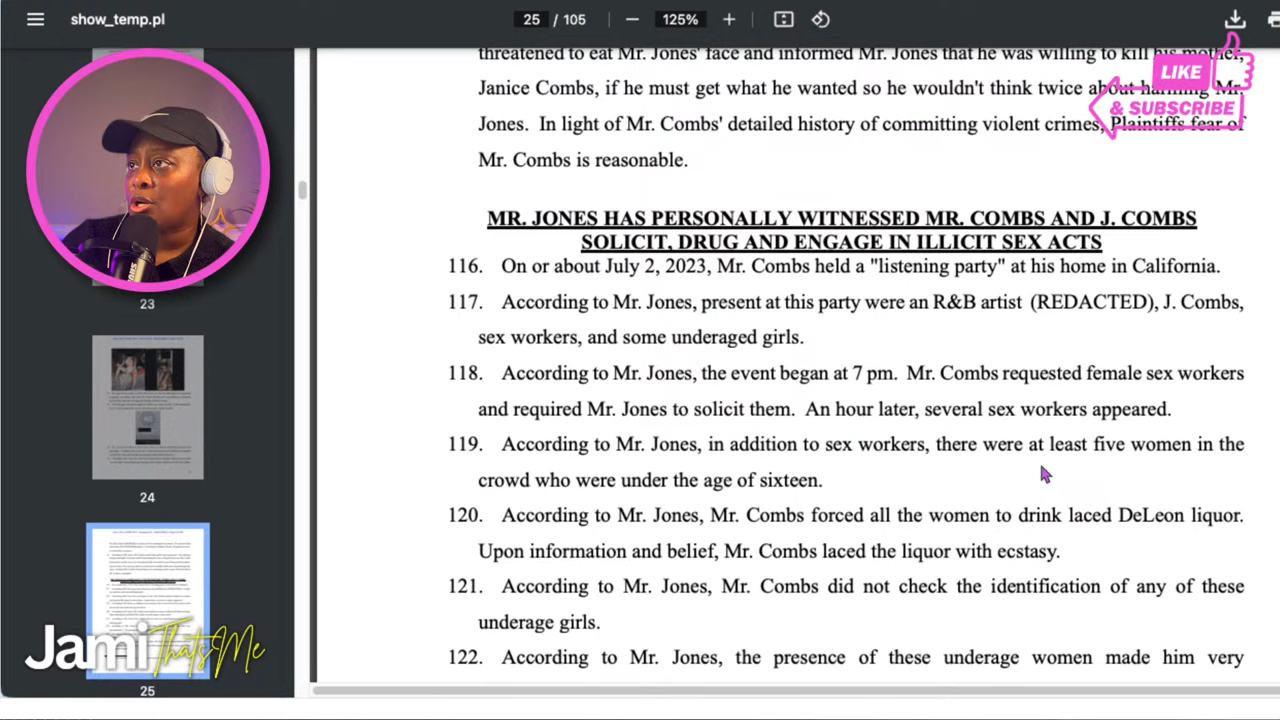 show_temp.pl
25 / 105
125%
LIKE
& SUBSCRIBE
threatened to eat Mr. Jones' face and informed Mr. Jones that he was willing to kill his mother,
Janice Combs, if he must get what he wanted so he wouldn't think twice about harming Mr.
Jones. In light of Mr. Combs' detailed history of committing violent crimes, Plaintiffs fear of
Mr. Combs is reasonable.
MR. JONES HAS PERSONALLY WITNESSED MR. COMBS AND J. COMBS
SOLICIT, DRUG AND ENGAGE IN ILLICIT SEX ACTS
116. On or about July 2, 2023, Mr. Combs held a "listening party" at his home in California.
117. According to Mr. Jones, present at this party were an R&B artist (REDACTED), J. Combs,
sex workers, and some underaged girls.
118. According to Mr. Jones, the event began at 7 pm. Mr. Combs requested female sex workers
and required Mr. Jones to solicit them. An hour later, several sex workers appeared.
119. According to Mr. Jones, in addition to sex workers, there were at least five women in the
crowd who were under the age of sixteen.
120. According to Mr. Jones, Mr. Combs forced all the women to drink laced DeLeon liquor.
Upon information and belief, Mr. Combs liced the liquor with ecstasy.
121. According to Mr. Jones, Mr. Combs didn't check the identification of any of these
underage girls.
122. According to Mr. Jones, the presence of these underage women made him very
23
24
25
Jami That's Me